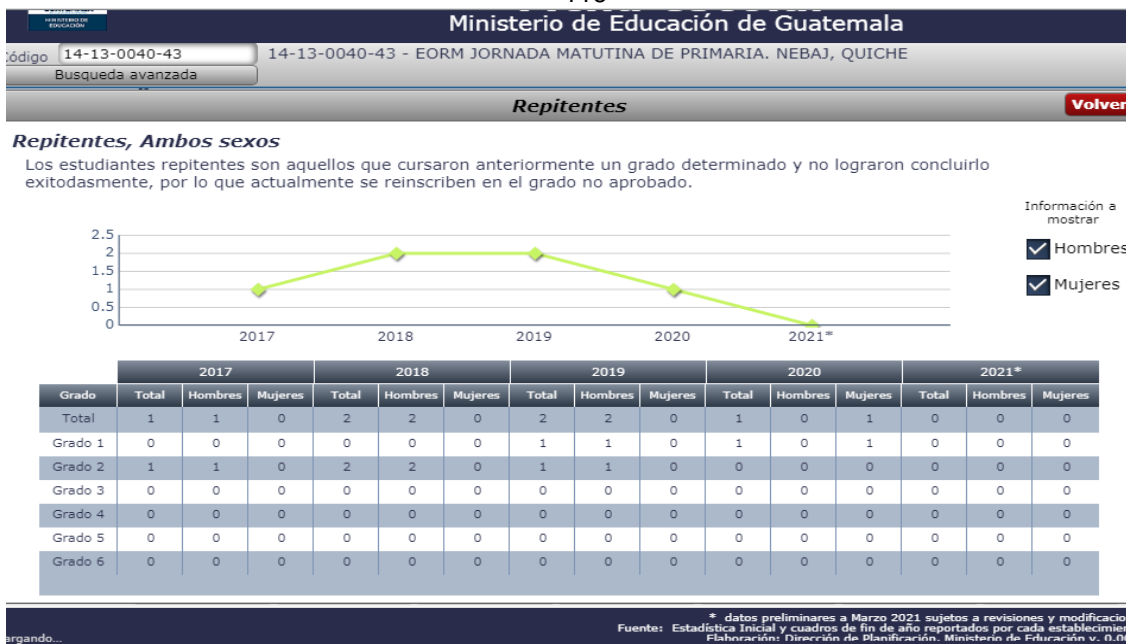 MINISTERIO DE
EDUCACIÓN
Ministerio de Educación de Guatemala
Código 14-13-0040-43 14-13-0040-43 - EORM JORNADA MATUTINA DE PRIMARIA. NEBAJ, QUICHE
Busqueda avanzada
Repitentes Volver
Repitentes, Ambos sexos
Los estudiantes repitentes son aquellos que cursaron anteriormente un grado determinado y no lograron concluirlo
exitodasmente, por lo que actualmente se reinscriben en el grado no aprobado.
Información a
mostrar
Hombres
Mujeres
2.5
2
1.5
1
0.5
0
2017 2018 2019 2020 2021*
2017 2018 2019 2020 2021*
Grado Total Hombres Mujeres Total Hombres Mujeres Total Hombres Mujeres Total Hombres Mujeres Total Hombres Mujeres
Total 1 1 0 2 2 0 2 2 0 1 0 1 0 0 0
Grado 1 0 0 0 0 0 0 1 1 0 1 0 1 0 0 0
Grado 2 1 1 0 2 2 0 1 1 0 0 0 0 0 0 0
Grado 3 0 0 0 0 0 0 0 0 0 0 0 0 0 0 0
Grado 4 0 0 0 0 0 0 0 0 0 0 0 0 0 0 0
Grado 5 0 0 0 0 0 0 0 0 0 0 0 0 0 0 0
Grado 6 0 0 0 0 0 0 0 0 0 0 0 0 0 0 0
* datos preliminares a Marzo 2021 sujetos a revisiones y modificacio
Fuente: Estadística Inicial y cuadros de fin de año reportados por cada establecimien
Elaboración: Dirección de Planificación. Ministerio de Educación v. 0.0
argando...